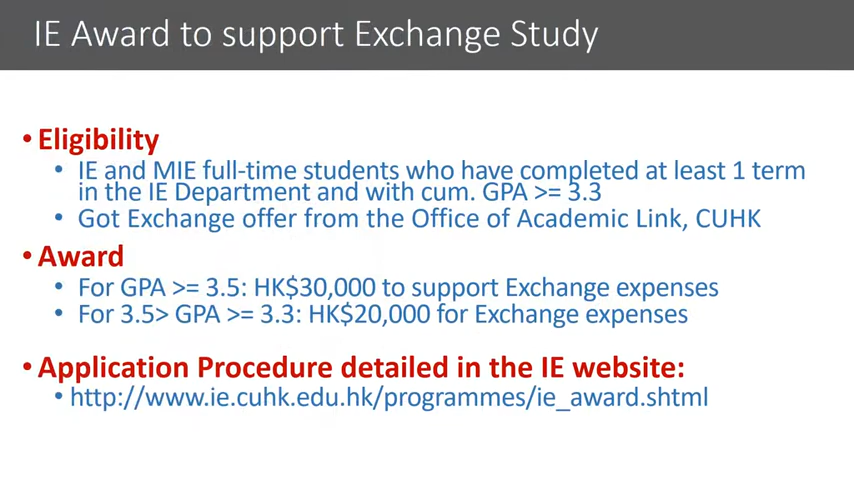 IE Award to support Exchange Study
• Eligibility
• IE and MIE full-time students who have completed at least 1 term
in the IE Department and with cum. GPA >= 3.3
• Got Exchange offer from the Office of Academic Link, CUHK
• Award
• For GPA >= 3.5: HK$30,000 to support Exchange expenses
• For 3.5> GPA >= 3.3: HK$20,000 for Exchange expenses
• Application Procedure detailed in the IE website:
• http://www.ie.cuhk.edu.hk/programmes/ie_award.shtml